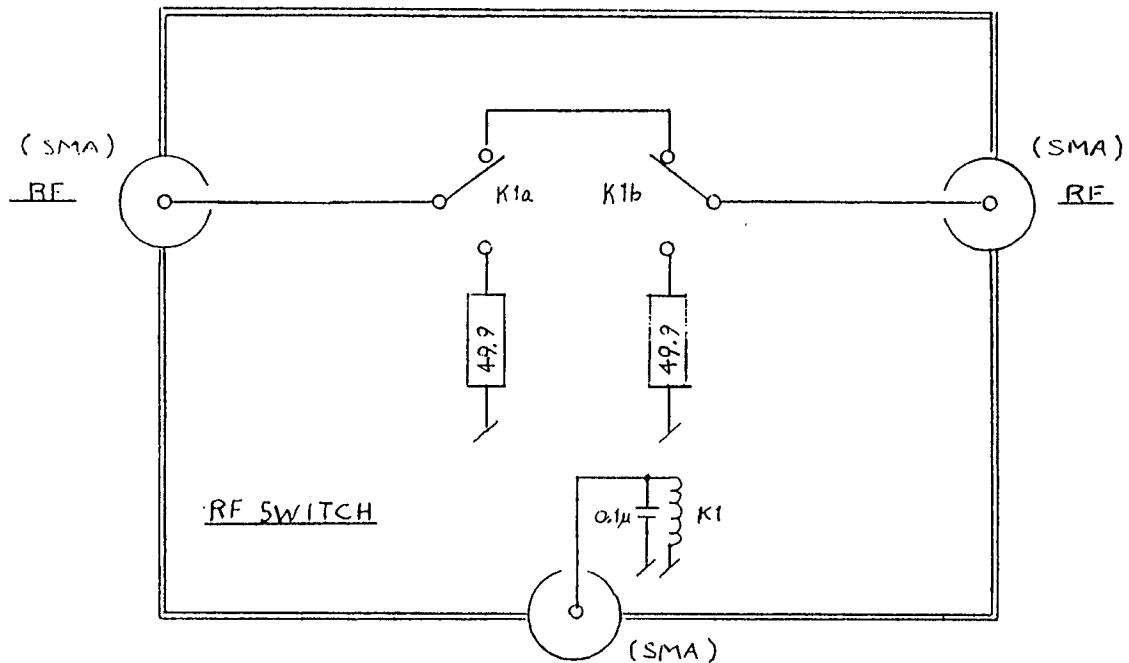 (SMA)
RF
(SMA)
RF
K1a
K1b
49.9
49.9
RF SWITCH
0.1μ
K1
(SMA)